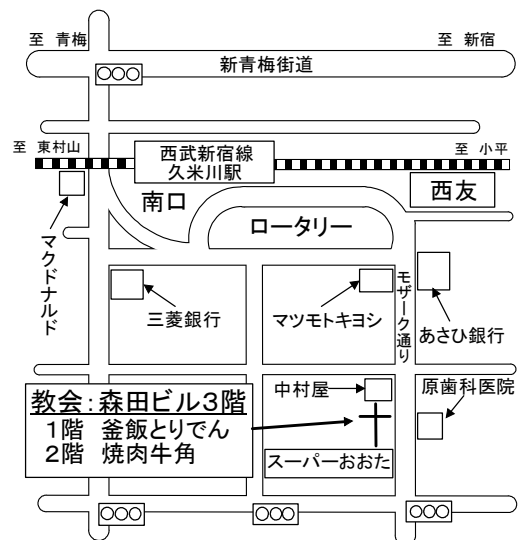 至 青梅
至 新宿
新青梅街道
至 東村山
西武新宿線
久米川駅
至 小平
南口
西友
ロータリー
マクドナルド
三菱銀行
マツモトキヨシ
モザーク通り
あさひ銀行
教会:森田ビル3階
1階 釜飯とりでん
2階 焼肉牛角
中村屋
原歯科医院
スーパーおおた